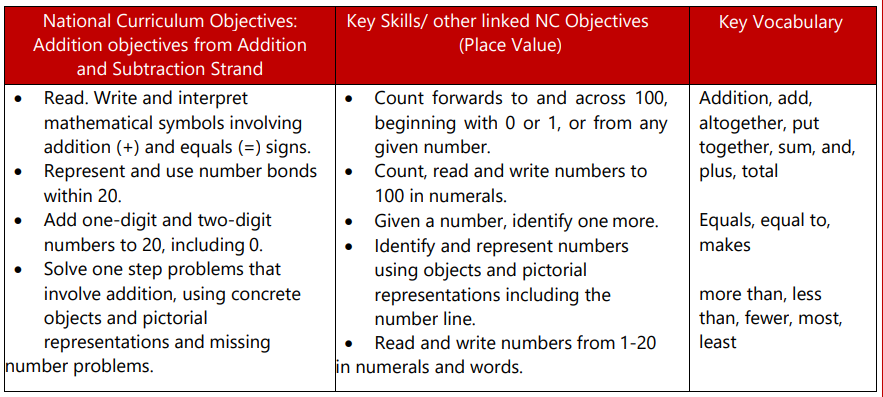 National Curriculum Objectives:
Addition objectives from Addition
and Subtraction Strand
Key Skills/ other linked NC Objectives
(Place Value)
Key Vocabulary
• Read. Write and interpret
mathematical symbols involving
addition (+) and equals (=) signs.
• Represent and use number bonds
within 20.
• Add one-digit and two-digit
numbers to 20, including 0.
• Solve one step problems that
involve addition, using concrete
objects and pictorial
representations and missing
number problems.
• Count forwards to and across 100,
beginning with 0 or 1, or from any
given number.
• Count, read and write numbers to
100 in numerals.
• Given a number, identify one more.
• Identify and represent numbers
using objects and pictorial
representations including the
number line.
• Read and write numbers from 1-20
in numerals and words.
Addition, add,
altogether, put
together, sum, and,
plus, total
Equals, equal to,
makes
more than, less
than, fewer, most,
least